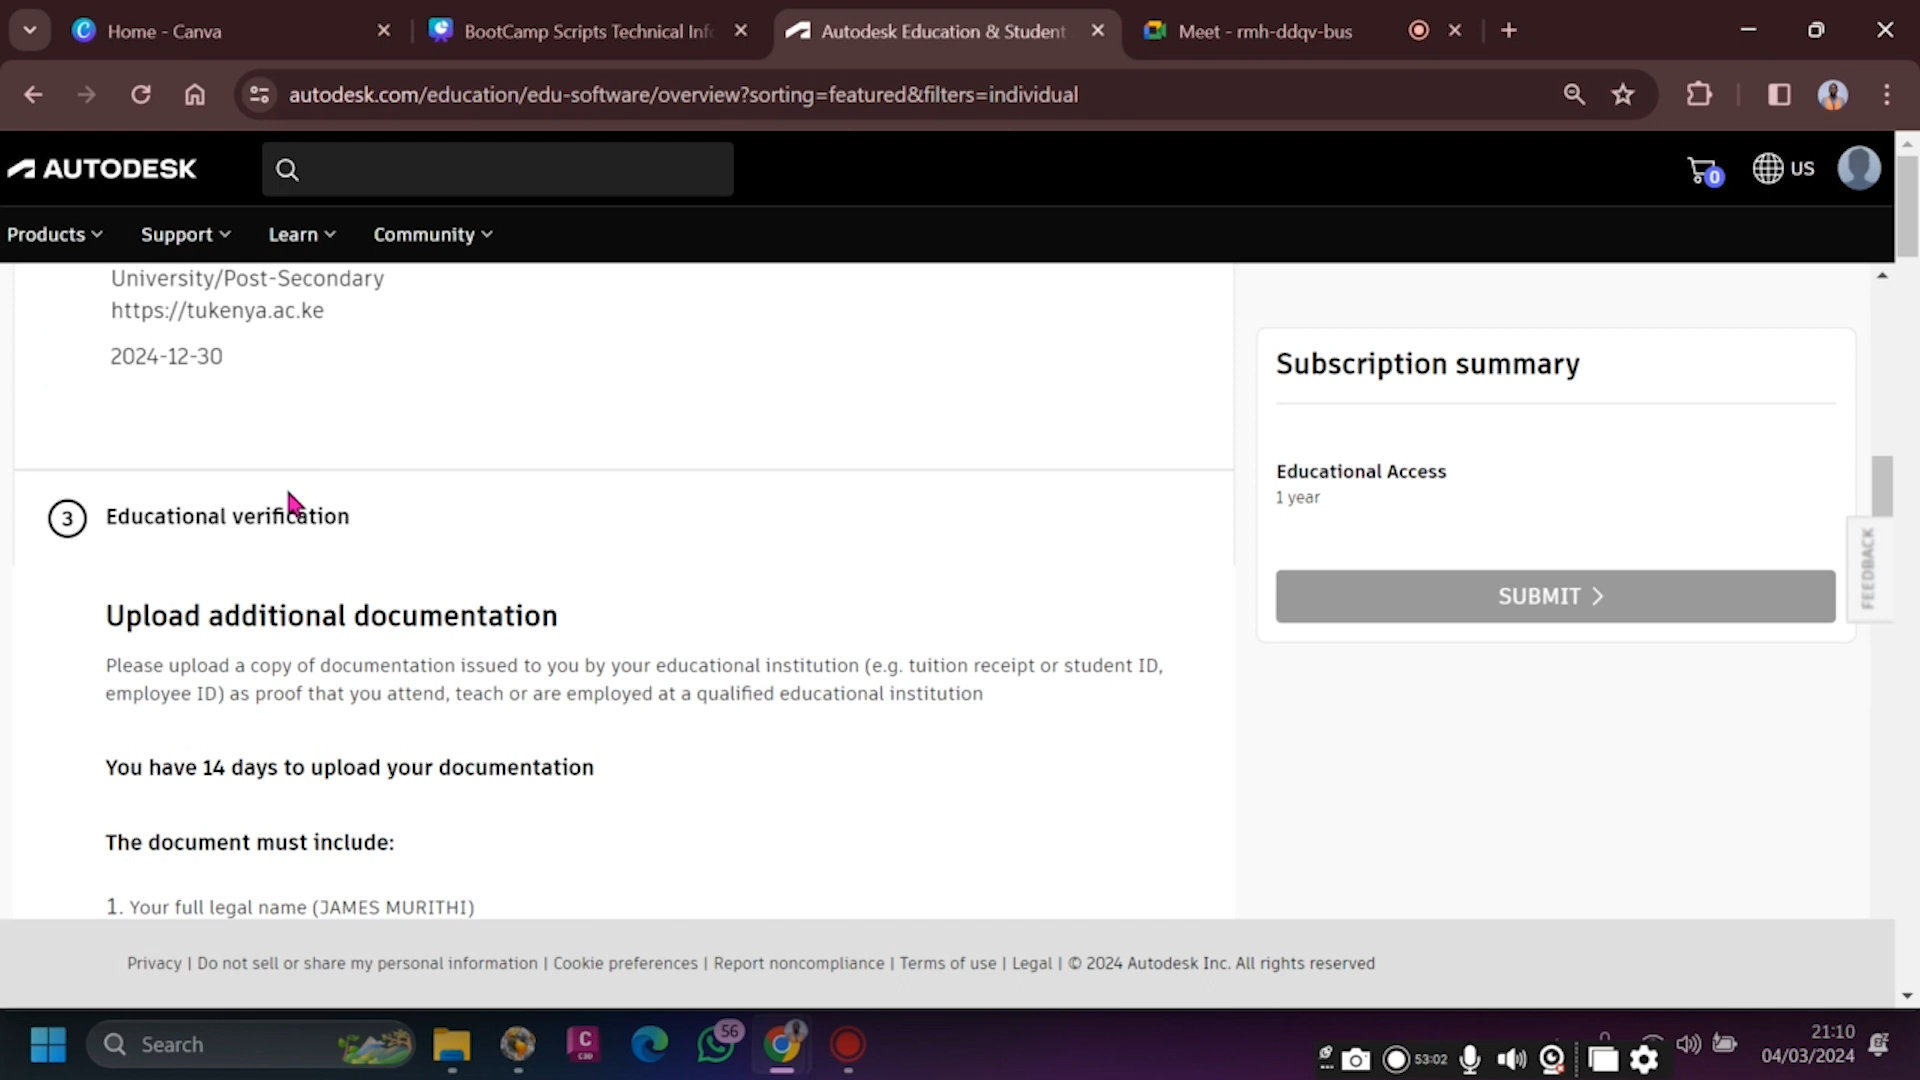 Home - Canva
BootCamp Scripts Technical Inf
Autodesk Education & Student
Meet - rmh-ddqv-bus
autodesk.com/education/edu-software/overview?sorting=featured&filters=individual
AUTODESK
0
US
Products
Support
Learn
Community
University/Post-Secondary
https://tukenya.ac.ke
2024-12-30
3
Educational verification
Upload additional documentation
Please upload a copy of documentation issued to you by your educational institution (e.g. tuition receipt or student ID,
employee ID) as proof that you attend, teach or are employed at a qualified educational institution
You have 14 days to upload your documentation
The document must include:
1. Your full legal name (JAMES MURITHI)
Subscription summary
Educational Access
1 year
SUBMIT
FEEDBACK
Privacy | Do not sell or share my personal information | Cookie preferences | Report noncompliance | Terms of use | Legal | © 2024 Autodesk Inc. All rights reserved
Search
C
C3D
56
53:02
21:10
04/03/2024